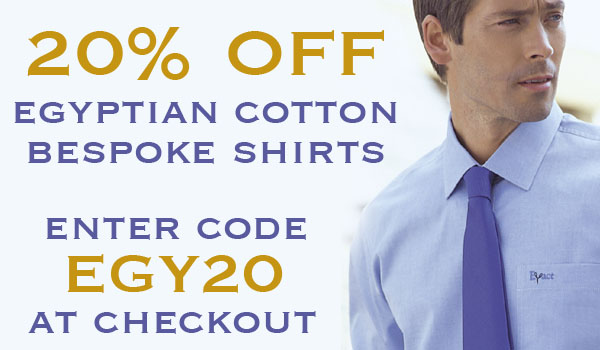 20% OFF
EGYPTIAN COTTON
BESPOKE SHIRTS
ENTER CODE
EGY20
AT CHECKOUT